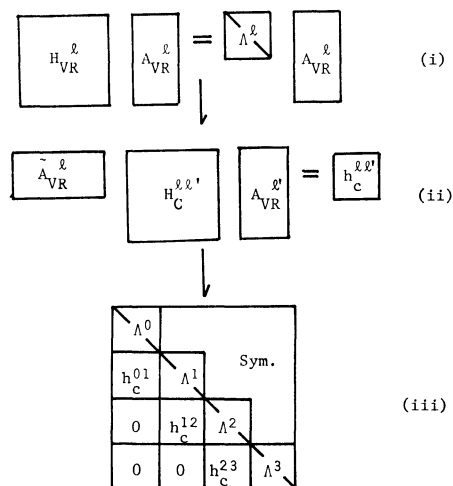 H_VR^ℓ A_VR^ℓ = Λ^ℓ A_VR^ℓ (i)
Ã_VR^ℓ H_C^ℓℓ' A_VR^ℓ' = h_c^ℓℓ' (ii)
Λ^0 Sym.
h_c^01 Λ^1
0 h_c^12 Λ^2 (iii)
0 0 h_c^23 Λ^3